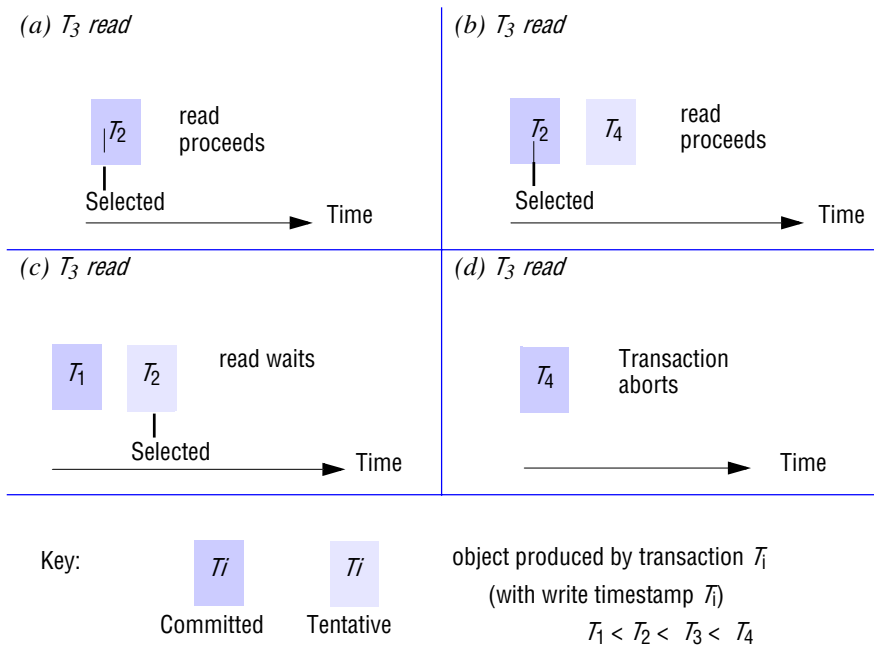 (a) T3 read
T2
read
proceeds
Selected
Time
(b) T3 read
T2
T4
read
proceeds
Selected
Time
(c) T3 read
T1
T2
read waits
Selected
Time
(d) T3 read
T4
Transaction
aborts
Time
Key:
Ti
Ti
Committed
Tentative
object produced by transaction Ti
(with write timestamp Ti)
T1 < T2 < T3 < T4